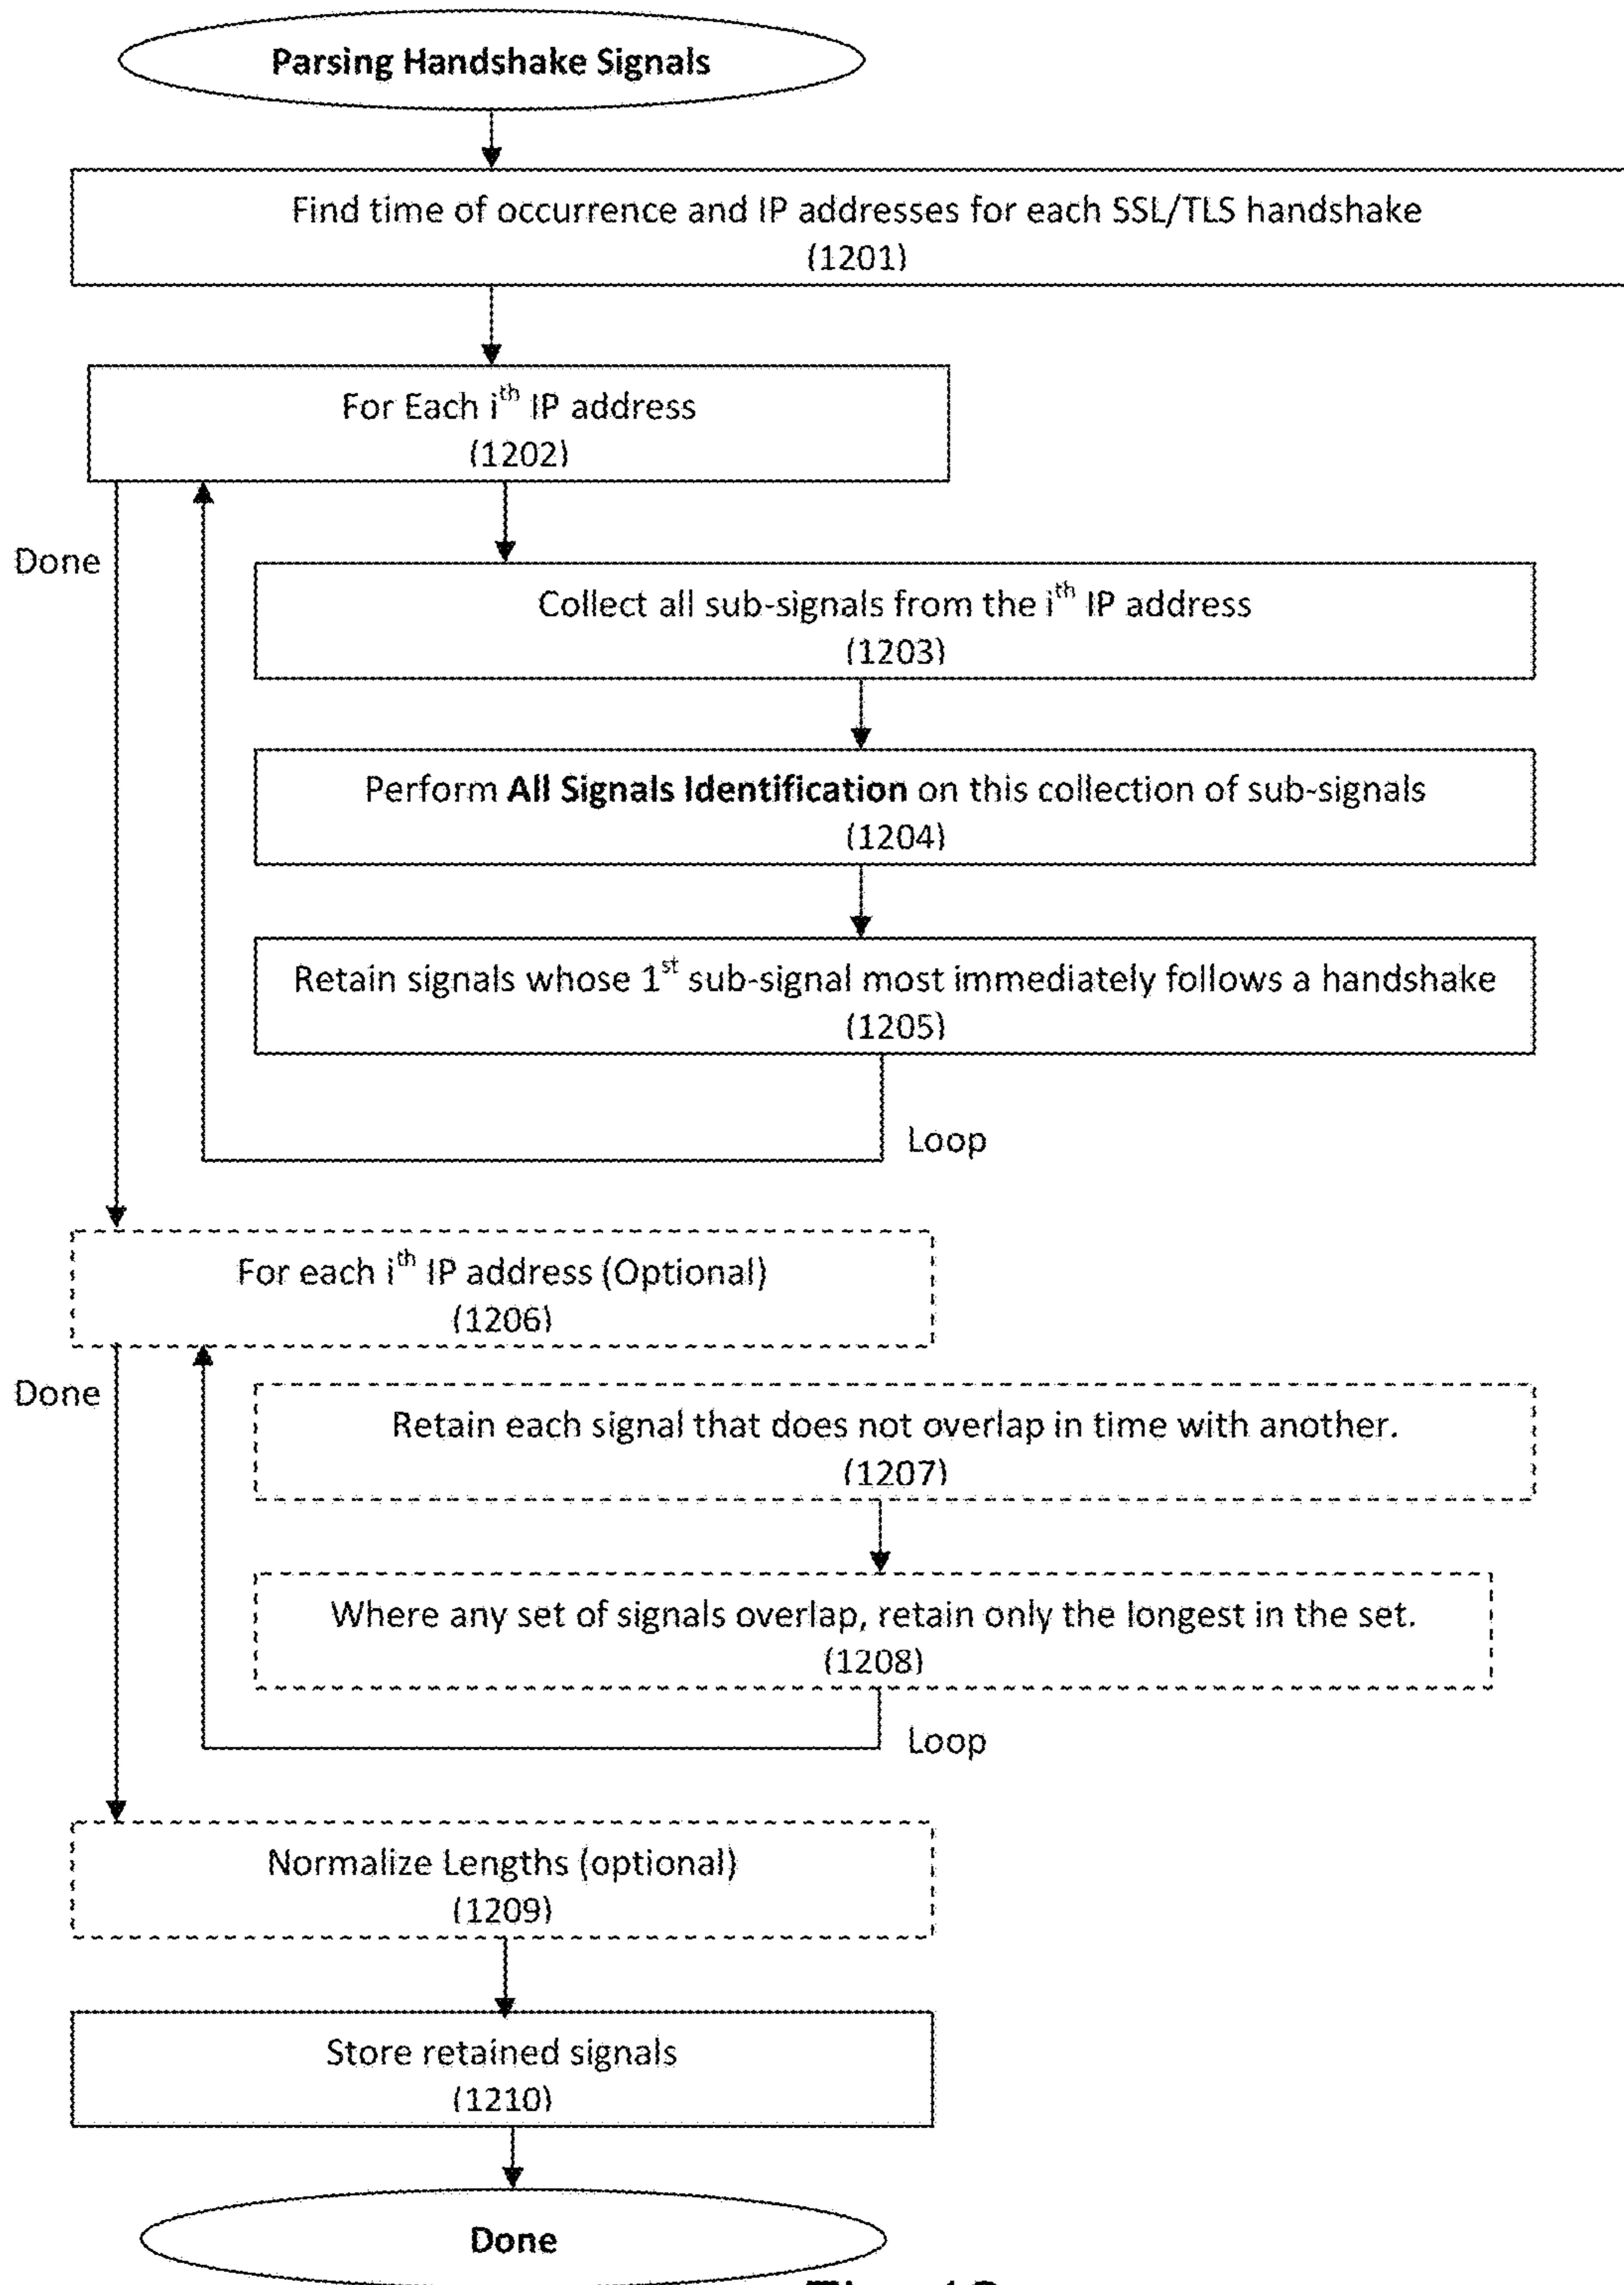 Parsing Handshake Signals
Find time of occurrence and IP addresses for each SSL/TLS handshake
(1201)
For Each ith IP address
(1202)
Done
Collect all sub-signals from the ith IP address
(1203)
Perform All Signals Identification on this collection of sub-signals
(1204)
Retain signals whose 1st sub-signal most immediately follows a handshake
(1205)
Loop
For each ith IP address (Optional)
(1206)
Done
Retain each signal that does not overlap in time with another.
(1207)
Where any set of signals overlap, retain only the longest in the set.
(1208)
Loop
Normalize Lengths (optional)
(1209)
Store retained signals
(1210)
Done